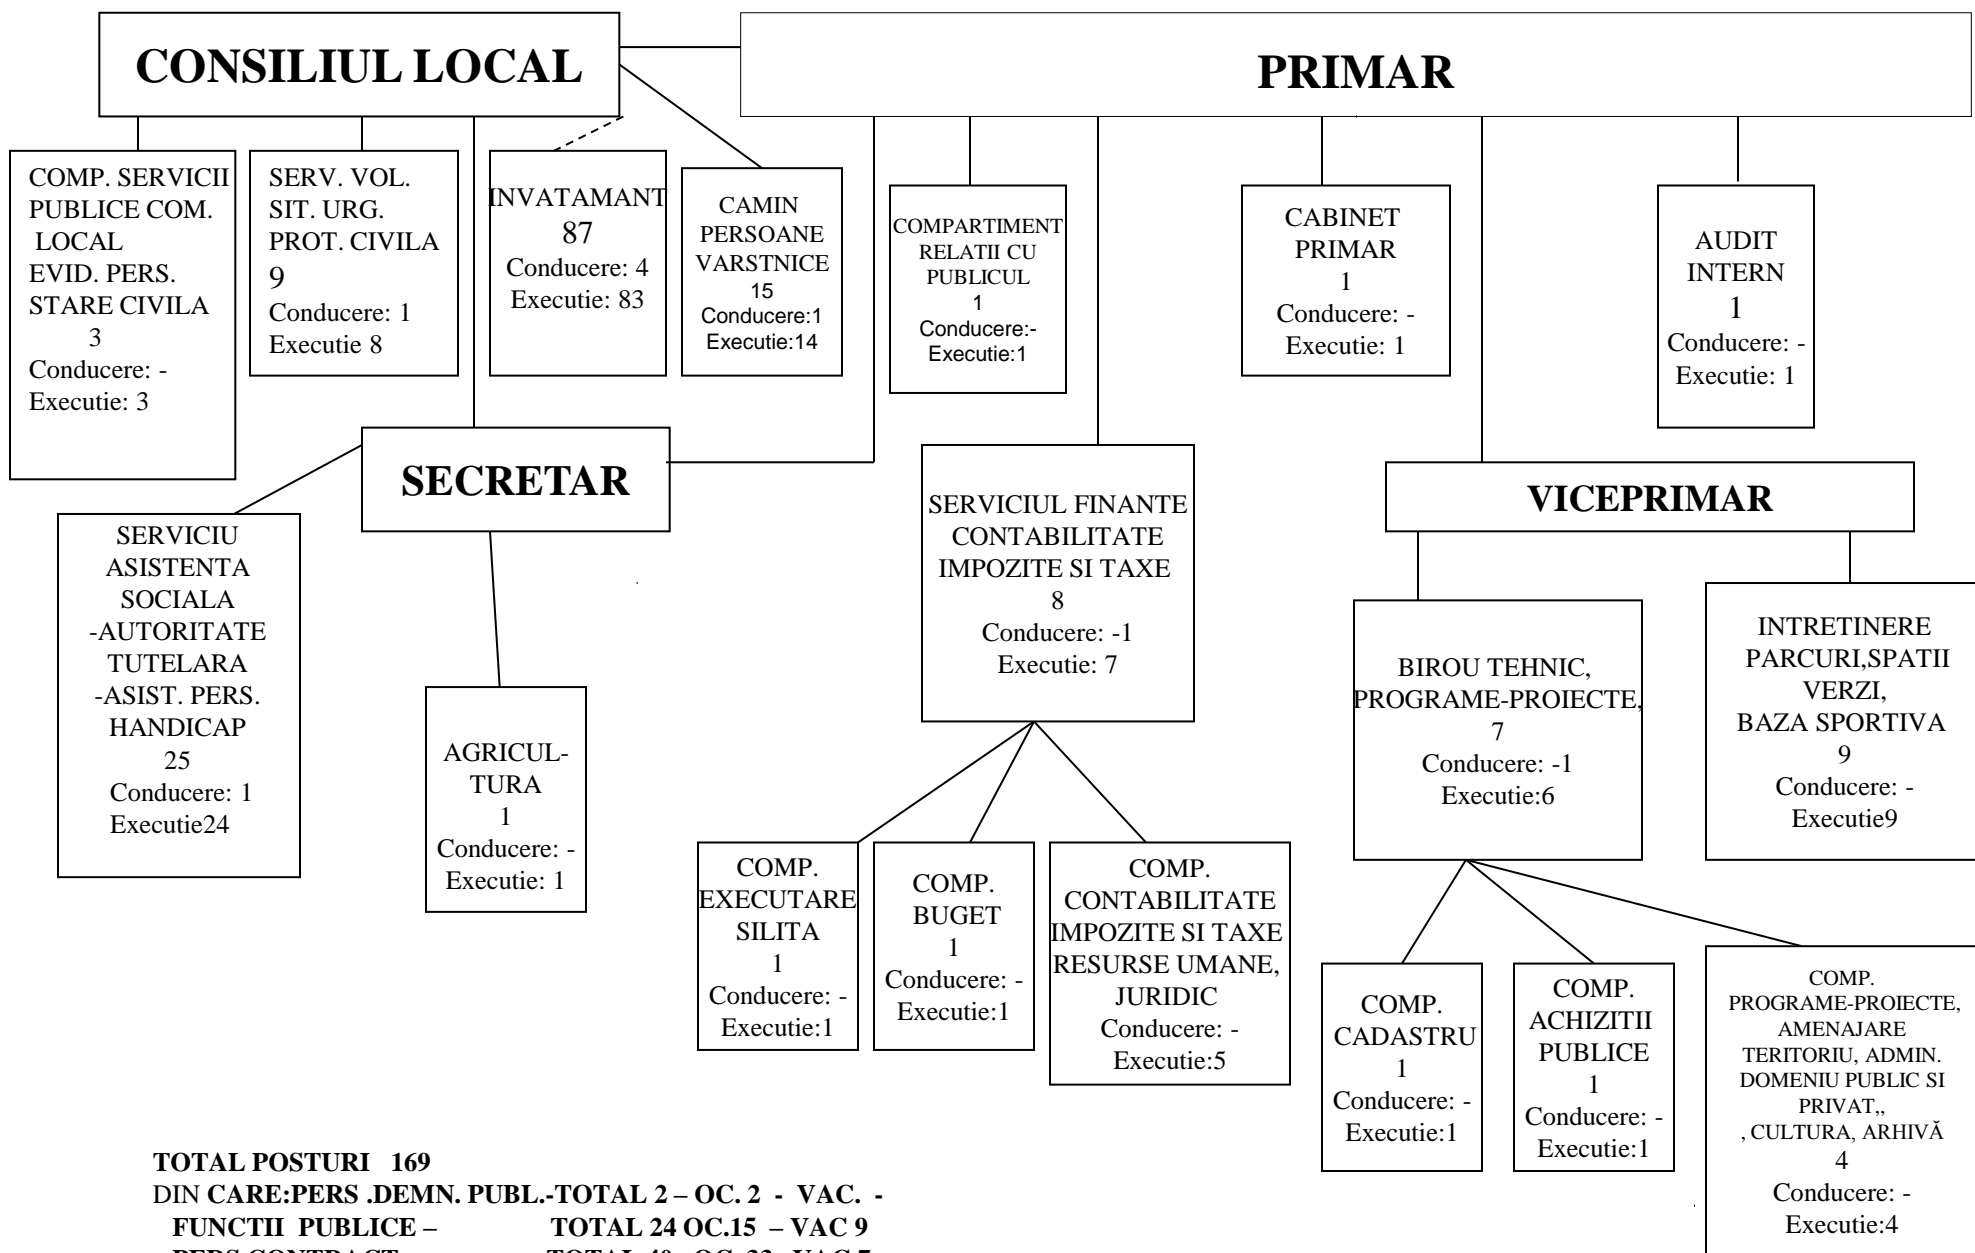 CONSILIUL LOCAL
PRIMAR
COMP. SERVICII
PUBLICE COM.
LOCAL
EVID. PERS.
STARE CIVILA
3
Conducere: -
Executie: 3
SERV. VOL.
SIT. URG.
PROT. CIVILA
9
Conducere: 1
Executie 8
INVATAMANT
87
Conducere: 4
Executie: 83
CAMIN
PERSOANE
VARSTNICE
15
Conducere:1
Executie:14
COMPARTIMENT
RELATII CU
PUBLICUL
1
Conducere:-
Executie:1
CABINET
PRIMAR
1
Conducere: -
Executie: 1
AUDIT
INTERN
1
Conducere: -
Executie: 1
SECRETAR
VICEPRIMAR
SERVICIU
ASISTENTA
SOCIALA
-AUTORITATE
TUTELARA
-ASIST. PERS.
HANDICAP
25
Conducere: 1
Executie24
AGRICUL-
TURA
1
Conducere: -
Executie: 1
SERVICIUL FINANTE
CONTABILITATE
IMPOZITE SI TAXE
8
Conducere: -1
Executie: 7
BIROU TEHNIC,
PROGRAME-PROIECTE,
7
Conducere: -1
Executie:6
INTRETINERE
PARCURI,SPATII
VERZI,
BAZA SPORTIVA
9
Conducere: -
Executie9
COMP.
EXECUTARE
SILITA
1
Conducere: -
Executie:1
COMP.
BUGET
1
Conducere: -
Executie:1
COMP.
CONTABILITATE
IMPOZITE SI TAXE
RESURSE UMANE,
JURIDIC
Conducere: -
Executie:5
COMP.
CADASTRU
1
Conducere: -
Executie:1
COMP.
ACHIZITII
PUBLICE
1
Conducere: -
Executie:1
COMP.
PROGRAME-PROIECTE,
AMENAJARE
TERITORIU, ADMIN.
DOMENIU PUBLIC SI
PRIVAT,,
, CULTURA, ARHIVĂ
4
Conducere: -
Executie:4
TOTAL POSTURI 169
DIN CARE:PERS .DEMN. PUBL.-TOTAL 2 – OC. 2 - VAC. -
FUNCTII PUBLICE – TOTAL 24 OC.15 – VAC 9